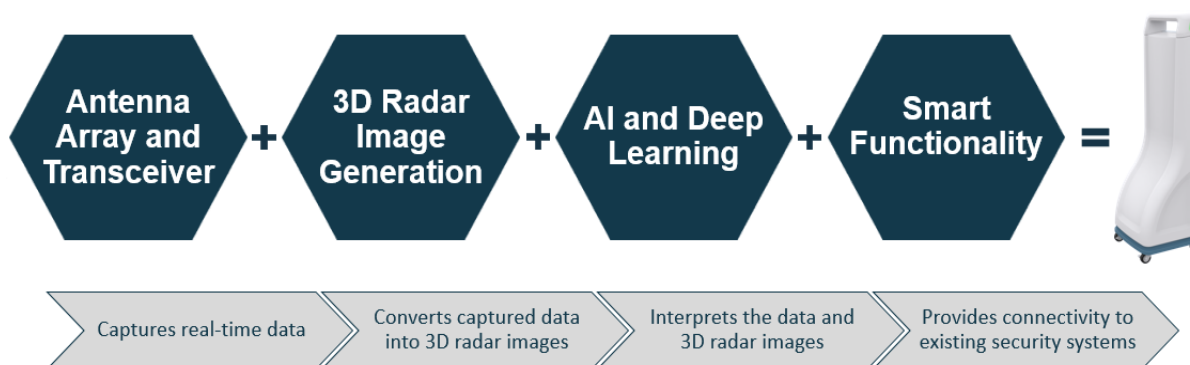 Antenna
Array and
Transceiver
+
3D Radar
Image
Generation
+
AI and Deep
Learning
+
Smart
Functionality
=
Captures real-time data
Converts captured data
into 3D radar images
Interprets the data and
3D radar images
Provides connectivity to
existing security systems